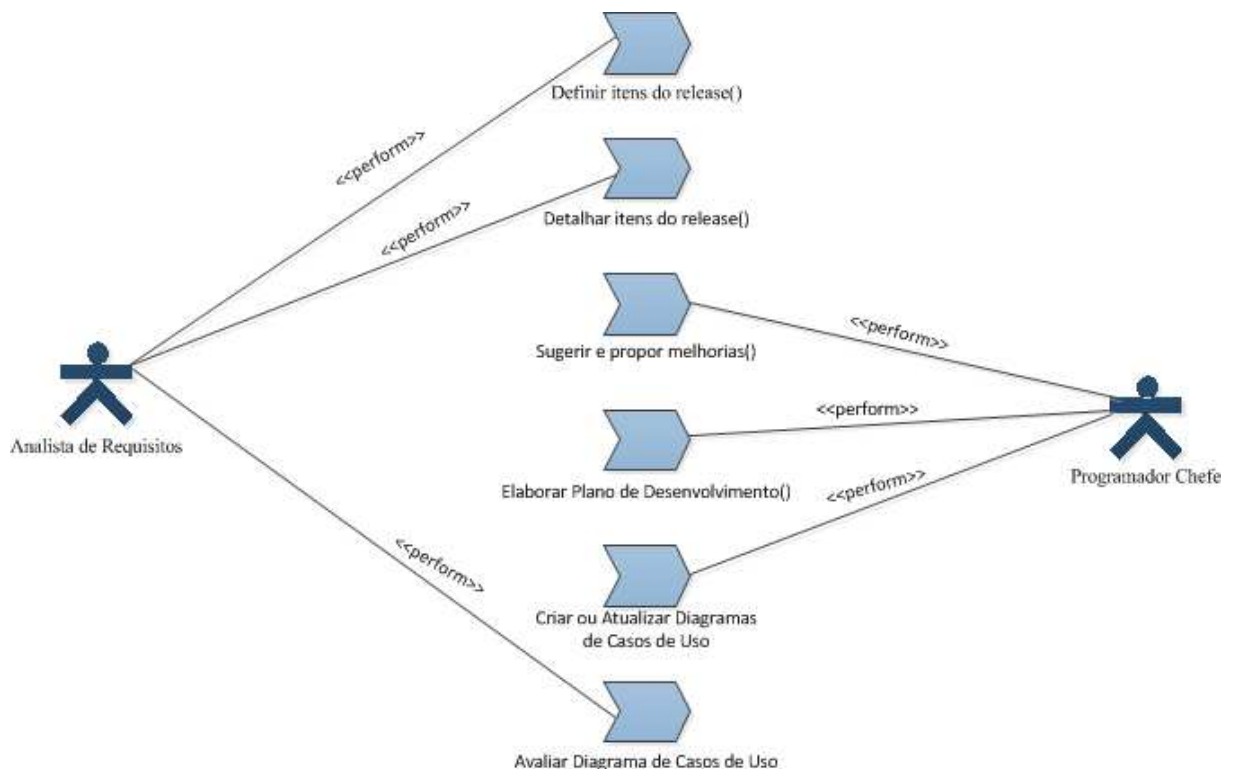 Definir itens do release()
<<perform>>
Detalhar itens do release()
<<perform>>
Sugerir e propor melhorias()
<<perform>>
Analista de Requisitos
<<perform>>
Programador Chefe
Elaborar Plano de Desenvolvimento()
<<perform>>
<<perform>>
Criar ou Atualizar Diagramas
de Casos de Uso
Avaliar Diagrama de Casos de Uso